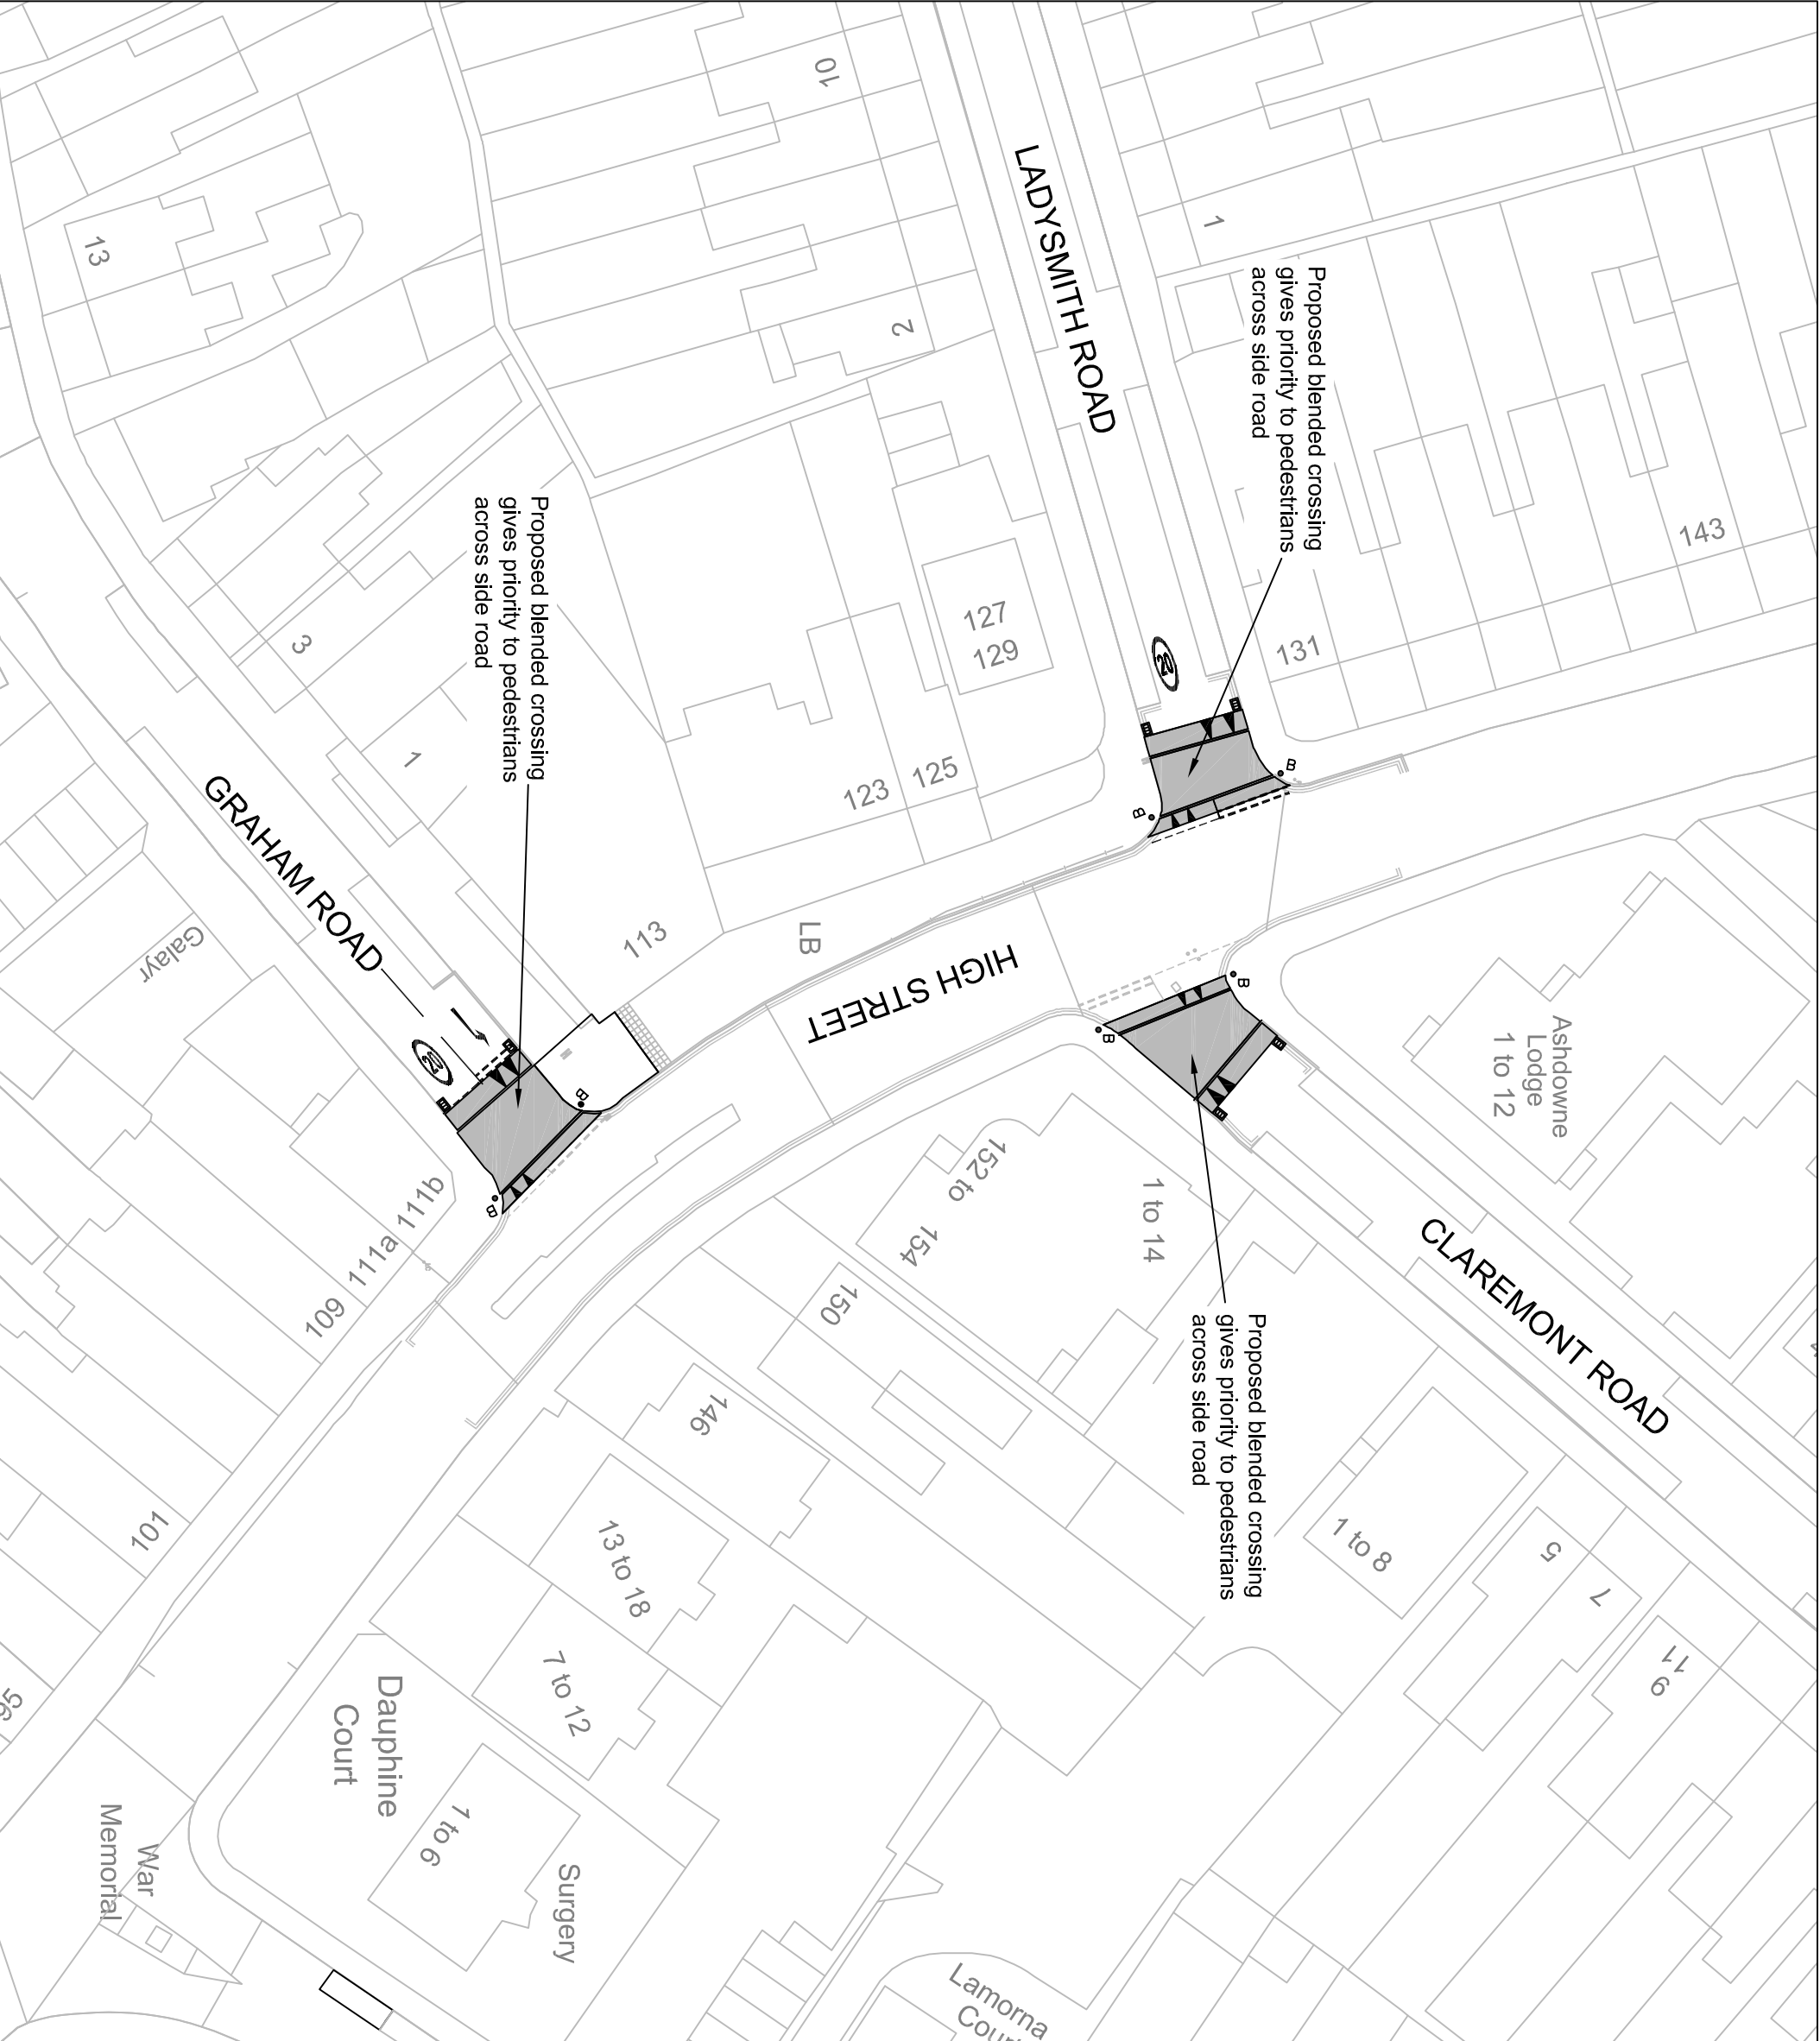 10
LADYSMITH ROAD
1
13
Proposed blended crossing
gives priority to pedestrians
across side road
2
143
Proposed blended crossing
gives priority to pedestrians
across side road
127
129
131
20
3
1
125
123
GRAHAM ROAD
113
LB
HIGH STREET
Galayr
B
B
B
B
20
B
B
Ashdowne
Lodge
1 to 12
111b
111a
109
152 to
154
1 to 14
150
CLAREMONT ROAD
Proposed blended crossing
gives priority to pedestrians
across side road
146
101
13 to 18
1 to 8
5
7
11
9
7 to 12
95
Dauphine
Court
1 to 6
Surgery
War
Memorial
Lamorna
Court